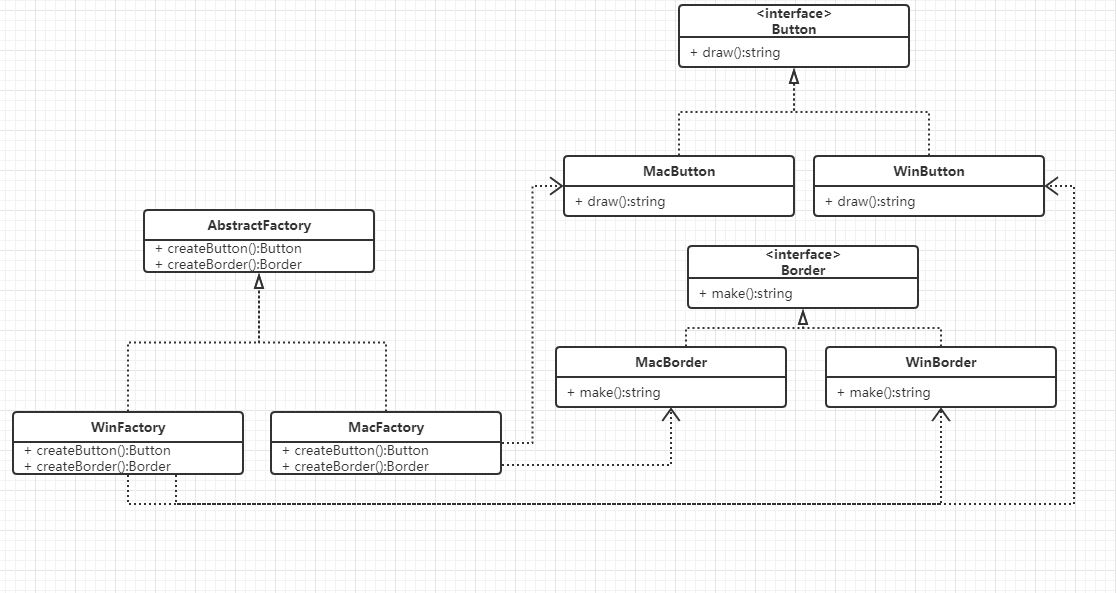 <interface>
Button
+ draw():string
MacButton
+ draw():string
WinButton
+ draw():string
AbstractFactory
+ createButton():Button
+ createBorder():Border
<interface>
Border
+ make():string
MacBorder
+ make():string
WinBorder
+ make():string
WinFactory
+ createButton():Button
+ createBorder():Border
MacFactory
+ createButton():Button
+ createBorder():Border